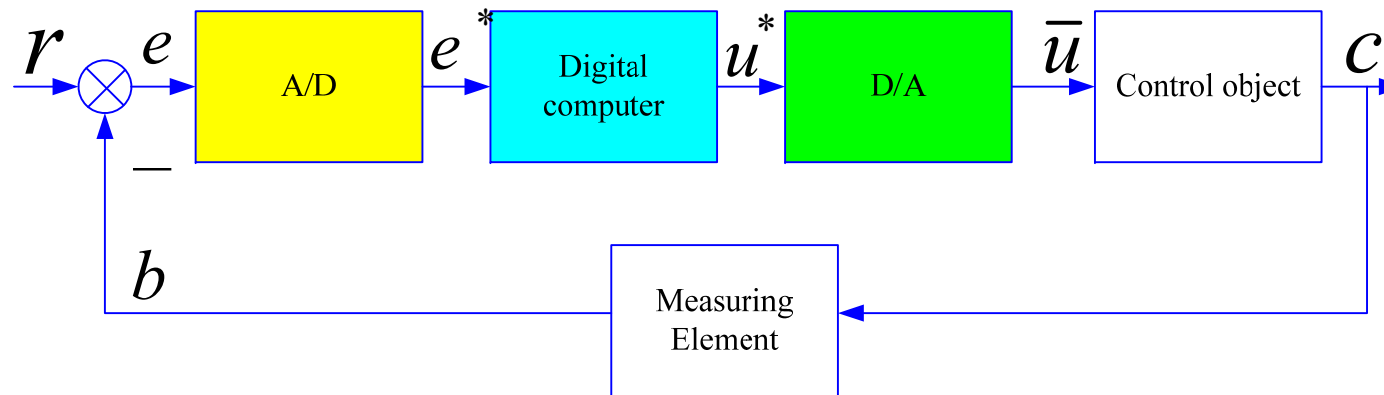 r
e
A/D
e*
Digital
computer
u*
D/A
u̅
Control object
c
−
b
Measuring
Element